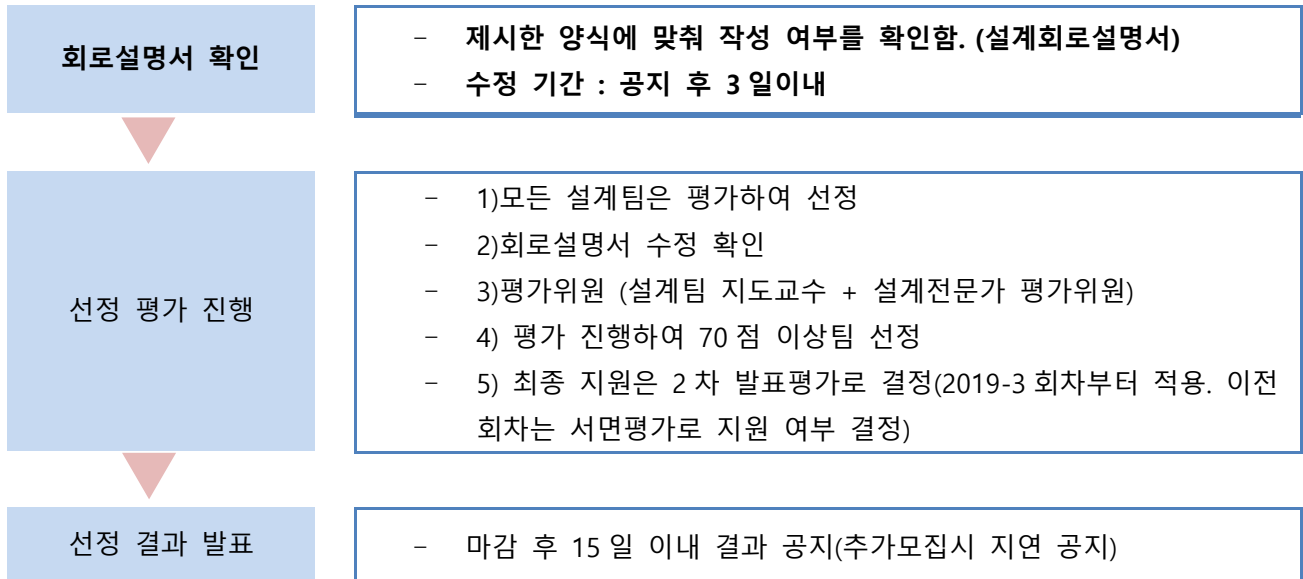 회로설명서 확인
- 제시한 양식에 맞춰 작성 여부를 확인함. (설계회로설명서)
- 수정 기간 : 공지 후 3일이내
선정 평가 진행
- 1)모든 설계팀은 평가하여 선정
- 2)회로설명서 수정 확인
- 3)평가위원 (설계팀 지도교수 + 설계전문가 평가위원)
- 4) 평가 진행하여 70점 이상팀 선정
- 5) 최종 지원은 2차 발표평가로 결정(2019-3회차부터 적용. 이전
회차는 서면평가로 지원 여부 결정)
선정 결과 발표
- 마감 후 15일 이내 결과 공지(추가모집시 지연 공지)